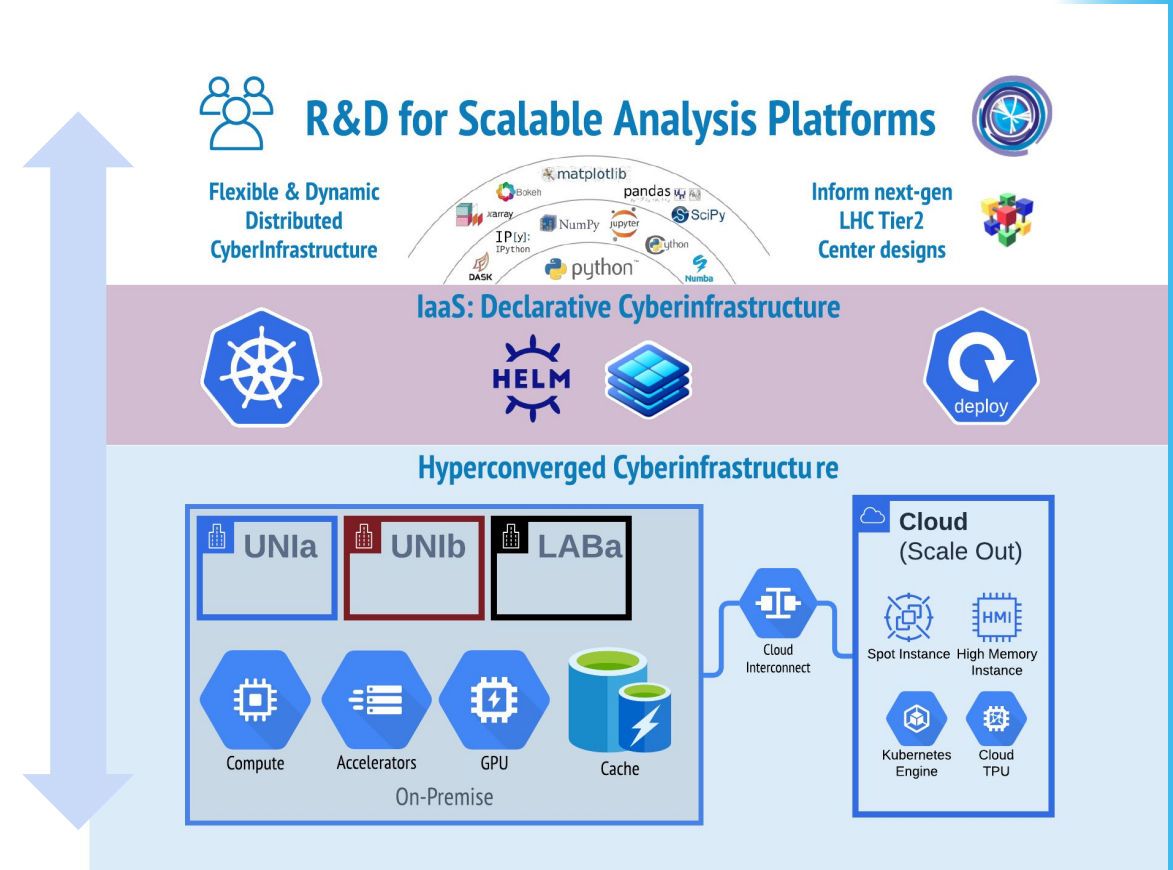 R&D for Scalable Analysis Platforms
Flexible & Dynamic
Distributed
CyberInfrastructure
matplotlib
Bokeh
pandas
xarray
NumPy
jupyter
SciPy
IP[y]:
IPython
Cython
DASK
python™
Numba
Inform next-gen
LHC Tier2
Center designs
IaaS: Declarative Cyberinfrastructure
HELM
deploy
Hyperconverged Cyberinfrastructure
UNIa
UNIb
LABa
Compute
Accelerators
GPU
Cache
On-Premise
Cloud
Interconnect
Cloud
(Scale Out)
HMI
Spot Instance
High Memory
Instance
Kubernetes
Engine
Cloud
TPU